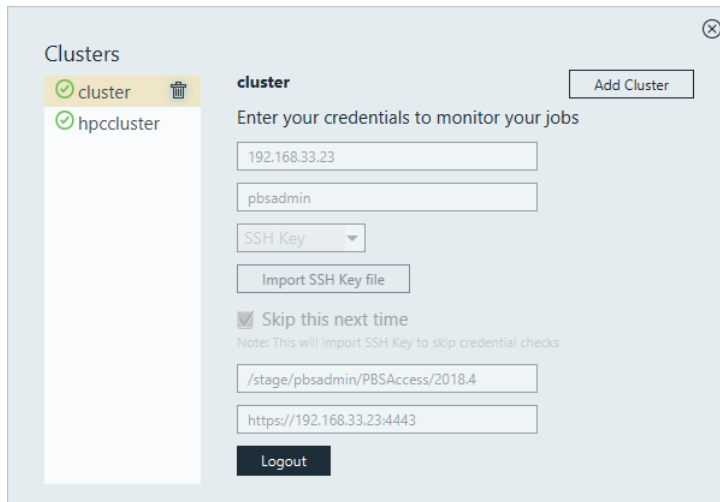 Clusters
cluster
hpccluster
cluster
Add Cluster
Enter your credentials to monitor your jobs
192.168.33.23
pbsadmin
SSH Key
Import SSH Key file
Skip this next time
Note: This will import SSH Key to skip credential checks
/stage/pbsadmin/PBSAccess/2018.4
https://192.168.33.23:4443
Logout